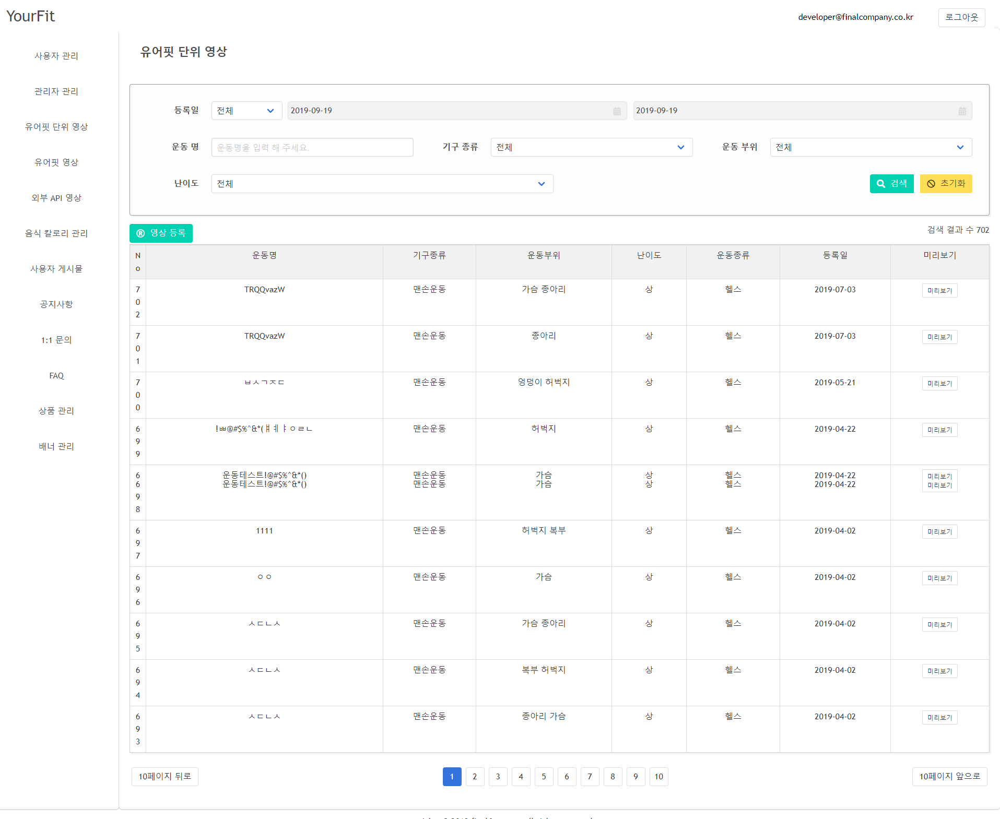 YourFit
developer@finalcompany.co.kr
로그아웃
사용자 관리
관리자 관리
유어핏 단위 영상
유어핏 영상
외부 API 영상
음식 칼로리 관리
사용자 게시물
공지사항
1:1 문의
FAQ
상품 관리
배너 관리
유어핏 단위 영상
등록일 전체 2019-09-19 2019-09-19
운동 명 운동명을 입력 해 주세요. 기구 종류 전체 운동 부위 전체
난이도 전체 검색 초기화
® 영상 등록 검색 결과 수 702
No 운동명 기구종류 운동부위 난이도 운동종류 등록일 미리보기
702 TRQQvazW 맨손운동 가슴 종아리 상 헬스 2019-07-03 미리보기
701 TRQQvazW 맨손운동 종아리 상 헬스 2019-07-03 미리보기
700 ㅂㅅㄱㅈㄷ 맨손운동 엉덩이 허벅지 상 헬스 2019-05-21 미리보기
699 !ㅃ@#$%^&*(ㅒㅖㅑㅇㄹㄴ 맨손운동 허벅지 상 헬스 2019-04-22 미리보기
6 운동테스트!@#$%^&*() 맨손운동 가슴 상 헬스 2019-04-22 미리보기
698 운동테스트!@#$%^&*() 맨손운동 가슴 상 헬스 2019-04-22 미리보기
697 1111 맨손운동 허벅지 복부 상 헬스 2019-04-02 미리보기
696 ㅇㅇ 맨손운동 가슴 상 헬스 2019-04-02 미리보기
695 ㅅㄷㄴㅅ 맨손운동 가슴 종아리 상 헬스 2019-04-02 미리보기
694 ㅅㄷㄴㅅ 맨손운동 복부 허벅지 상 헬스 2019-04-02 미리보기
693 ㅅㄷㄴㅅ 맨손운동 종아리 가슴 상 헬스 2019-04-02 미리보기
10페이지 뒤로 1 2 3 4 5 6 7 8 9 10 10페이지 앞으로